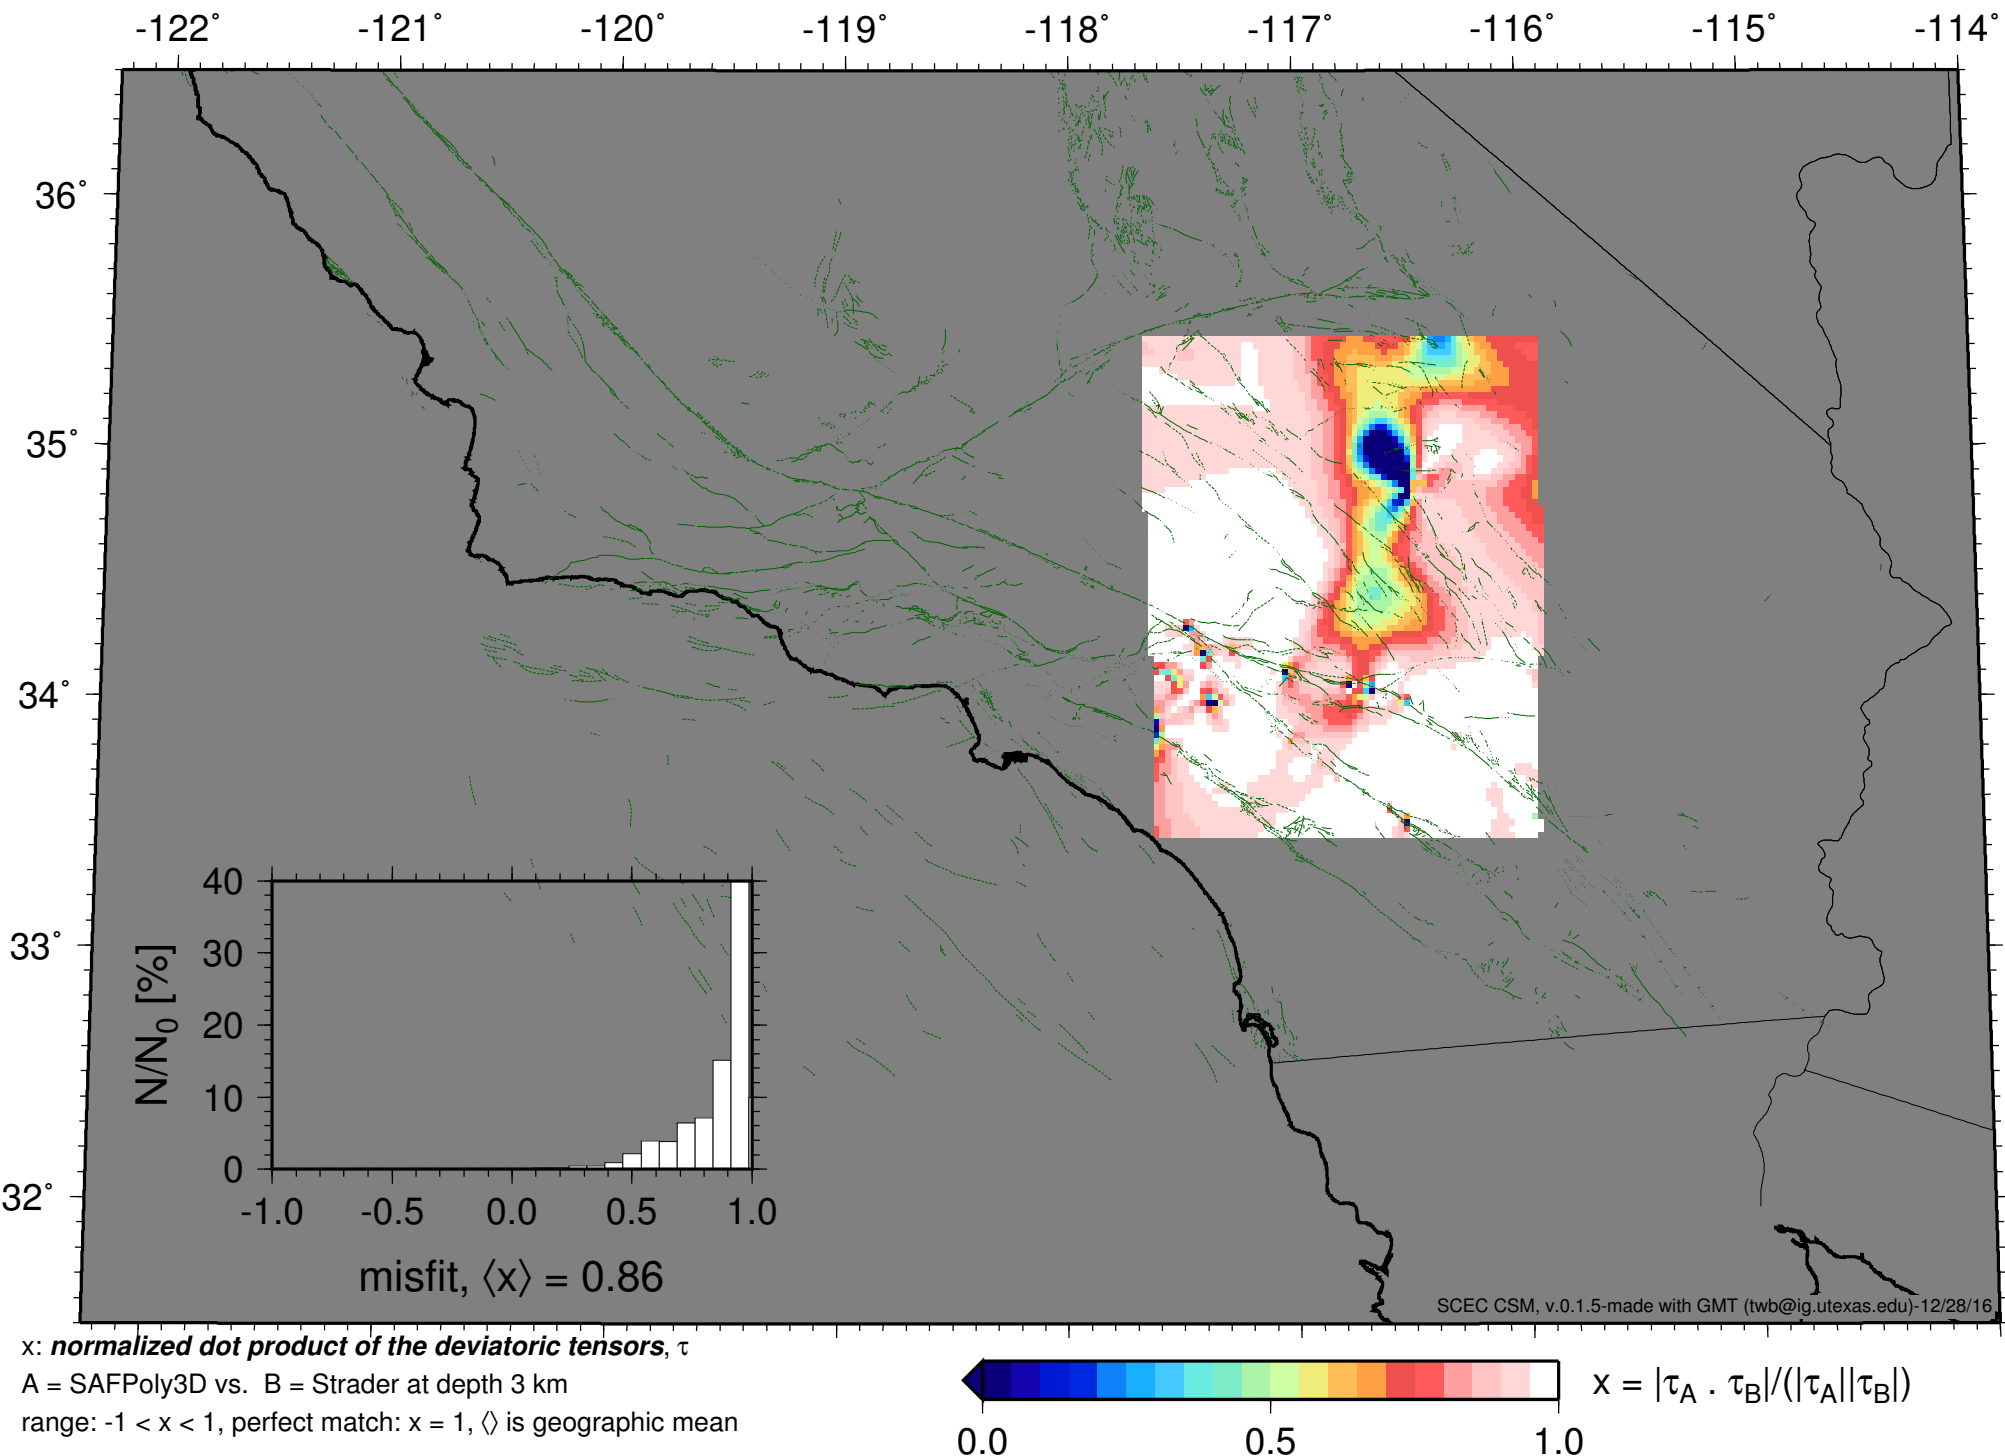 -122˚ -121˚ -120˚ -119˚ -118˚ -117˚ -116˚ -115˚ -114˚
36˚
35˚
34˚
33˚
32˚
40
30
20
10
0
N/N0 [%]
-1.0 -0.5 0.0 0.5 1.0
misfit, ⟨x⟩ = 0.86
SCEC CSM, v.0.1.5-made with GMT (twb@ig.utexas.edu)-12/28/16
x: normalized dot product of the deviatoric tensors, τ
A = SAFPoly3D vs. B = Strader at depth 3 km
range: -1 < x < 1, perfect match: x = 1, ⟨⟩ is geographic mean
x = |τA . τB|/(|τA||τB|)
0.0 0.5 1.0